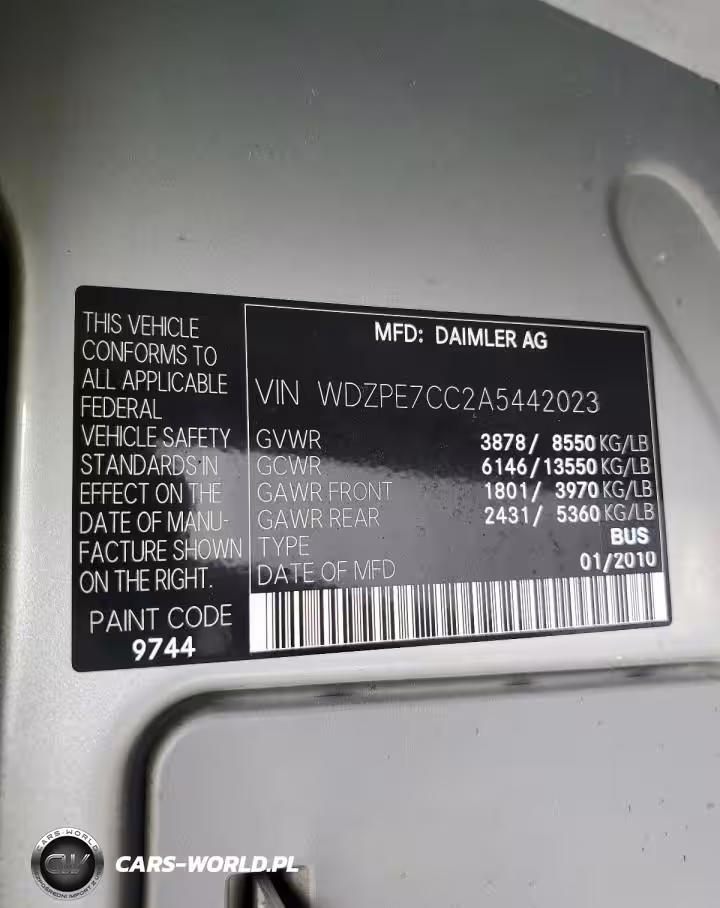 THIS VEHICLE
CONFORMS TO
ALL APPLICABLE
FEDERAL
VEHICLE SAFETY
STANDARDS IN
EFFECT ON THE
DATE OF MANU-
FACTURE SHOWN
ON THE RIGHT.
PAINT CODE
9744
MFD: DAIMLER AG
VIN WDZPE7CC2A5442023
GVWR 3878/ 8550 KG/LB
GCWR 6146/13550 KG/LB
GAWR FRONT 1801/ 3970 KG/LB
GAWR REAR 2431/ 5360 KG/LB
TYPE BUS
DATE OF MFD 01/2010
CARS-WORLD
CW
CARS-WORLD.PL